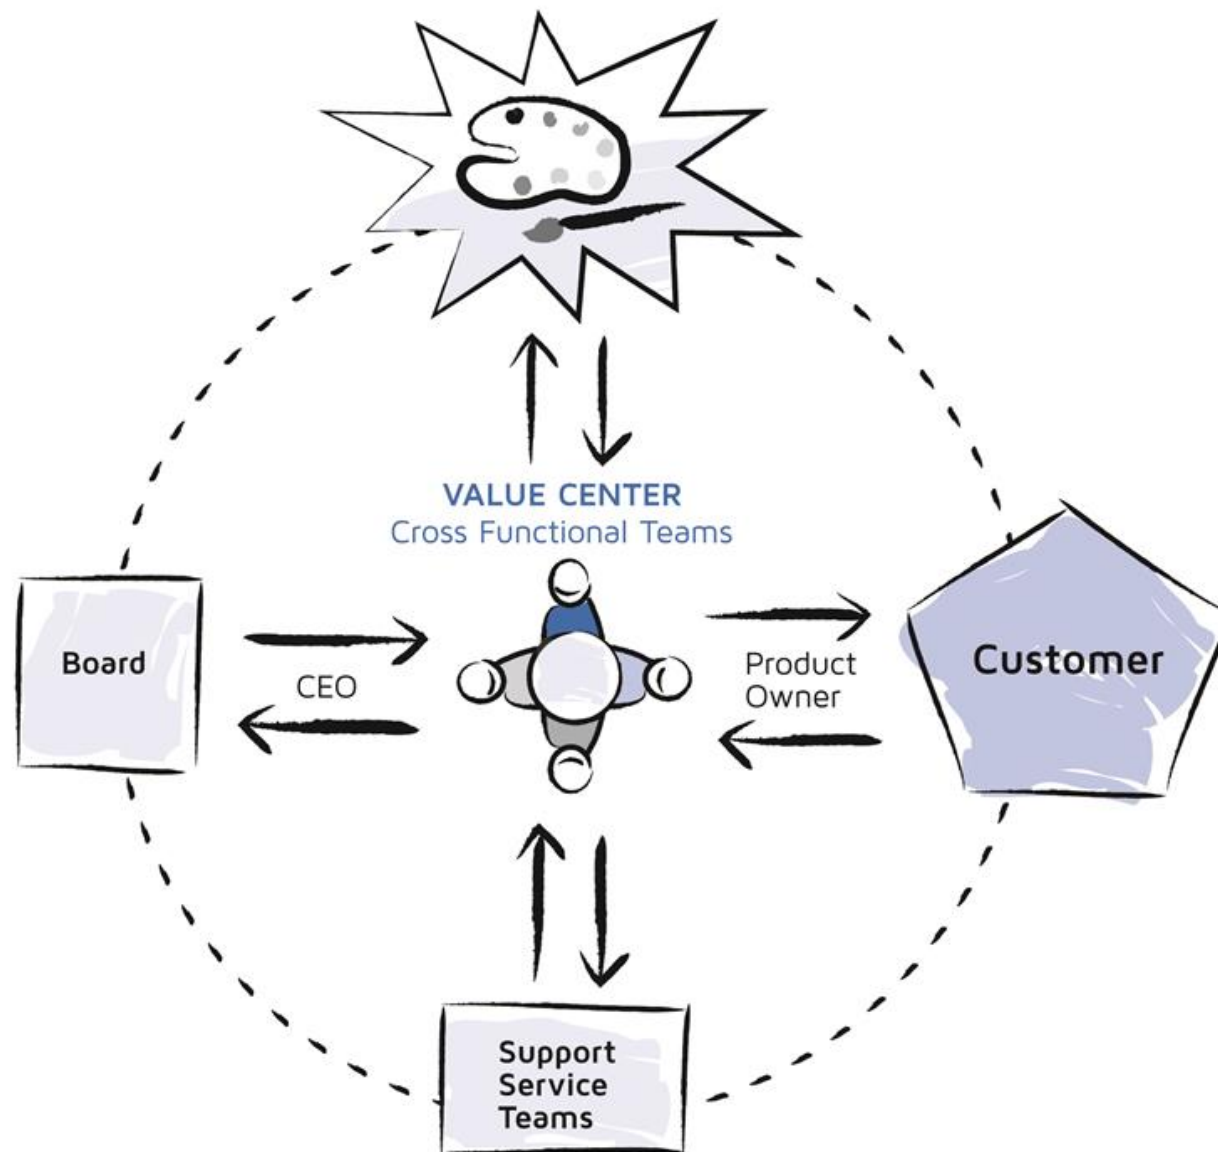 VALUE CENTER
Cross Functional Teams
Board
CEO
Product
Owner
Customer
Support
Service
Teams